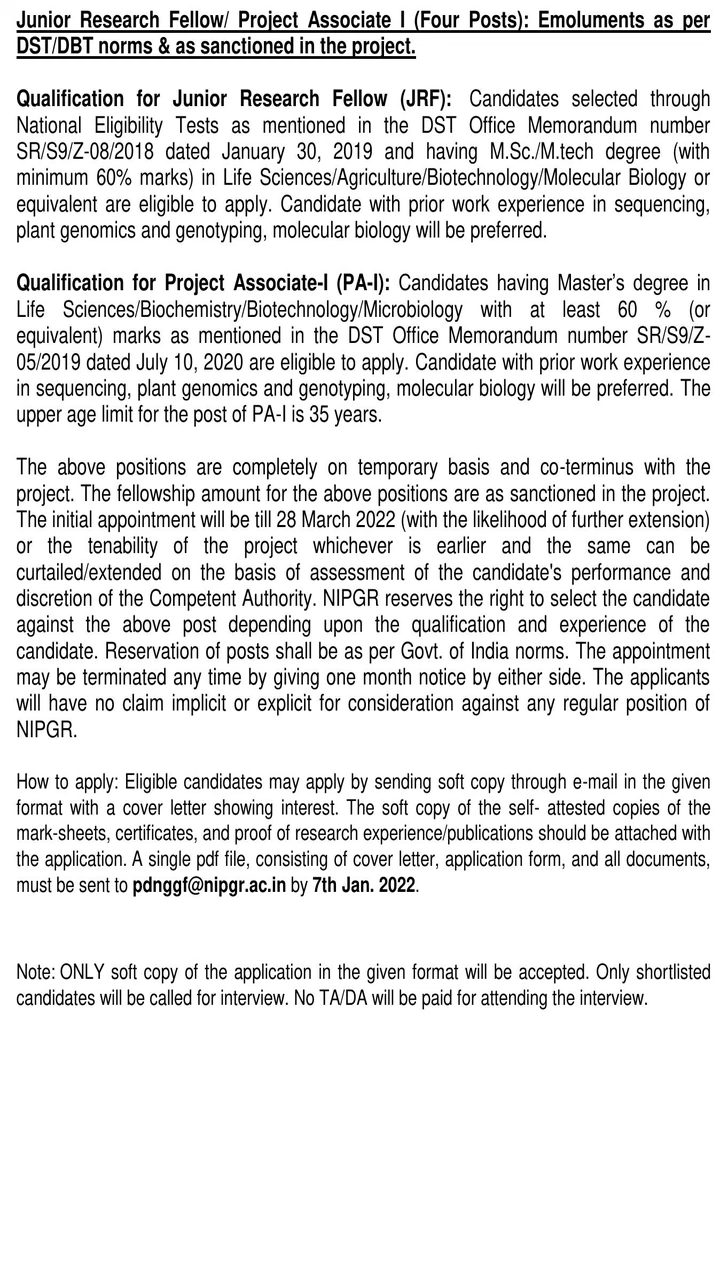 Junior Research Fellow/ Project Associate I (Four Posts): Emoluments as per
DST/DBT norms & as sanctioned in the project.
Qualification for Junior Research Fellow (JRF): Candidates selected through
National Eligibility Tests as mentioned in the DST Office Memorandum number
SR/S9/Z-08/2018 dated January 30, 2019 and having M.Sc./M.tech degree (with
minimum 60% marks) in Life Sciences/Agriculture/Biotechnology/Molecular Biology or
equivalent are eligible to apply. Candidate with prior work experience in sequencing,
plant genomics and genotyping, molecular biology will be preferred.
Qualification for Project Associate-I (PA-I): Candidates having Master's degree in
Life Sciences/Biochemistry/Biotechnology/Microbiology with at least 60 % (or
equivalent) marks as mentioned in the DST Office Memorandum number SR/S9/Z-
05/2019 dated July 10, 2020 are eligible to apply. Candidate with prior work experience
in sequencing, plant genomics and genotyping, molecular biology will be preferred. The
upper age limit for the post of PA-I is 35 years.
The above positions are completely on temporary basis and co-terminus with the
project. The fellowship amount for the above positions are as sanctioned in the project.
The initial appointment will be till 28 March 2022 (with the likelihood of further extension)
or the tenability of the project whichever is earlier and the same can be
curtailed/extended on the basis of assessment of the candidate's performance and
discretion of the Competent Authority. NIPGR reserves the right to select the candidate
against the above post depending upon the qualification and experience of the
candidate. Reservation of posts shall be as per Govt. of India norms. The appointment
may be terminated any time by giving one month notice by either side. The applicants
will have no claim implicit or explicit for consideration against any regular position of
NIPGR.
How to apply: Eligible candidates may apply by sending soft copy through e-mail in the given
format with a cover letter showing interest. The soft copy of the self- attested copies of the
mark-sheets, certificates, and proof of research experience/publications should be attached with
the application. A single pdf file, consisting of cover letter, application form, and all documents,
must be sent to pdnggf@nipgr.ac.in by 7th Jan. 2022.
Note: ONLY soft copy of the application in the given format will be accepted. Only shortlisted
candidates will be called for interview. No TA/DA will be paid for attending the interview.